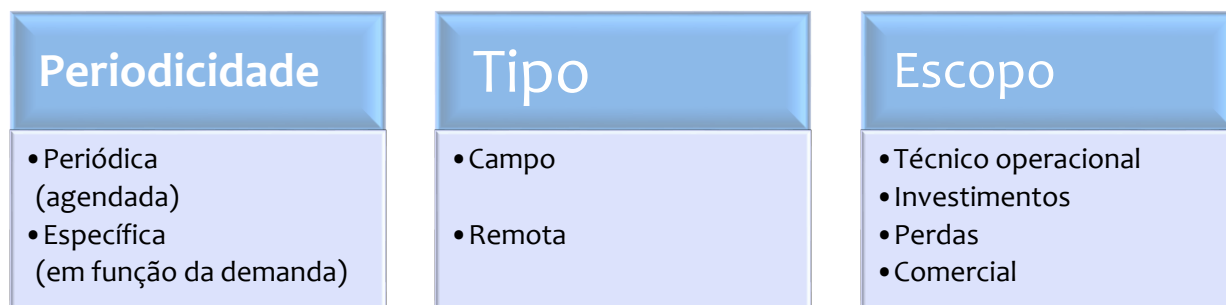 Periodicidade
•Periódica
(agendada)
•Específica
(em função da demanda)
Tipo
•Campo
•Remota
Escopo
•Técnico operacional
•Investimentos
•Perdas
•Comercial